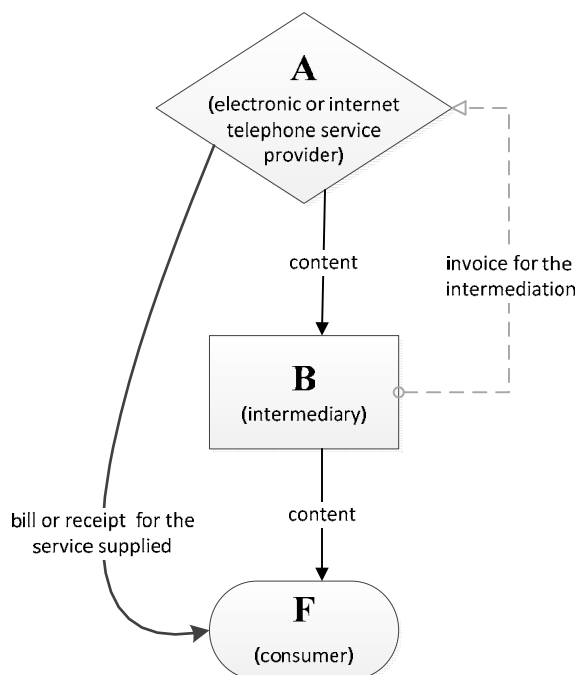 A
(electronic or internet
telephone service
provider)
content
invoice for the
intermediation
B
(intermediary)
content
bill or receipt for the
service supplied
F
(consumer)